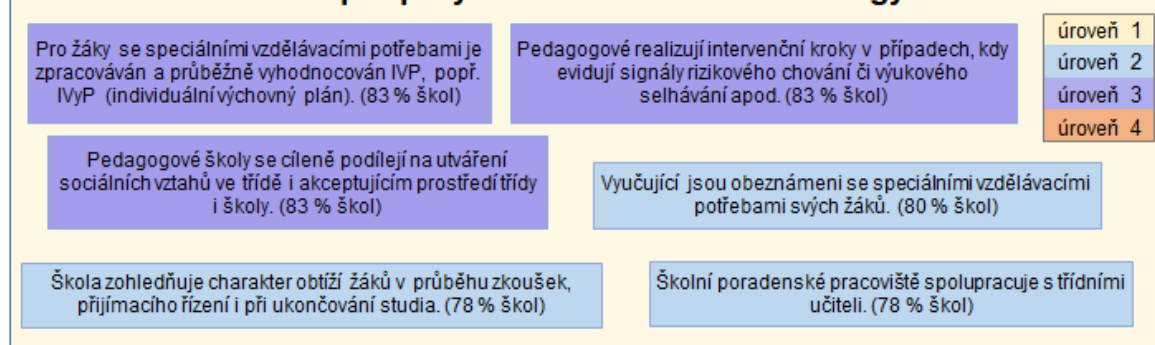 Pro žáky se speciálními vzdělávacími potřebami je
zpracováván a průběžně vyhodnocován IVP, popř.
IVyP (individuální výchovný plán). (83 % škol)
Pedagogové realizují intervenční kroky v případech, kdy
evidují signály rizikového chování či výukového
selhávání apod. (83 % škol)
úroveň 1
úroveň 2
úroveň 3
úroveň 4
Pedagogové školy se cíleně podílejí na utváření
sociálních vztahů ve třídě i akceptujícím prostředí třídy
i školy. (83 % škol)
Vyučující jsou obeznámeni se speciálními vzdělávacími
potřebami svých žáků. (80 % škol)
Škola zohledňuje charakter obtíží žáků v průběhu zkoušek,
přijímacího řízení i při ukončování studia. (78 % škol)
Školní poradenské pracoviště spolupracuje s třídními
učiteli. (78 % škol)